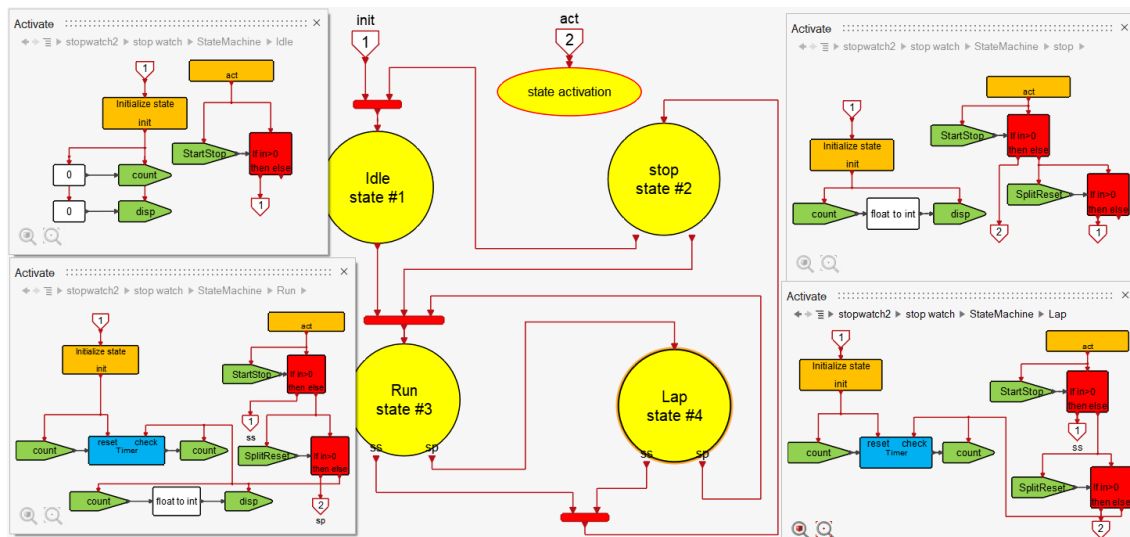 Activate
stopwatch2 stop watch StateMachine Idle
1
Initialize state
init
act
StartStop
If in>0
then else
0
count
0
disp
1
init
1
act
2
state activation
Idle
state #1
stop
state #2
Run
state #3
ss sp
Lap
state #4
ss sp
Activate
stopwatch2 stop watch StateMachine stop
1
Initialize state
init
act
StartStop
If in>0
then else
SplitReset
If in>0
then else
count
float to int
disp
2
1
Activate
stopwatch2 stop watch StateMachine Run
1
Initialize state
init
act
StartStop
If in>0
then else
1
ss
count
reset check
Timer
count
SplitReset
If in>0
then else
count
float to int
disp
2
sp
Activate
stopwatch2 stop watch StateMachine Lap
1
Initialize state
init
act
StartStop
If in>0
then else
1
ss
count
reset check
Timer
count
SplitReset
If in>0
then else
2